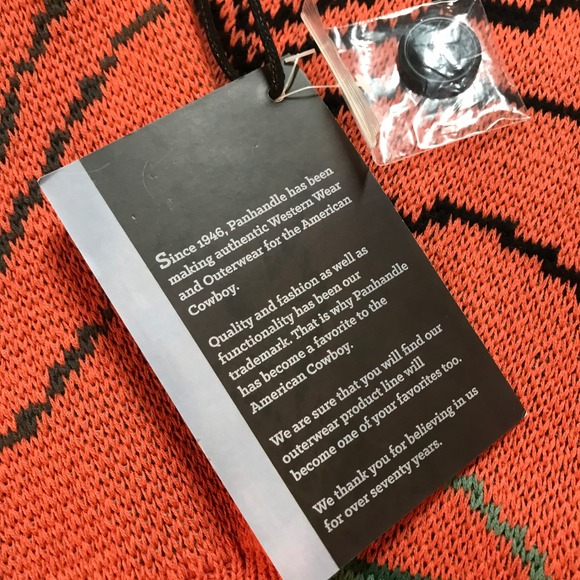 Since 1946, Panhandle has been
making authentic Western Wear
and Outerwear for the American
Cowboy.
Quality and fashion as well as
functionality has been our
trademark. That is why Panhandle
has become a favorite to the
American Cowboy.
We are sure that you will find our
outerwear product line will
become one of your favorites too.
We thank you for believing in us
for over seventy years.